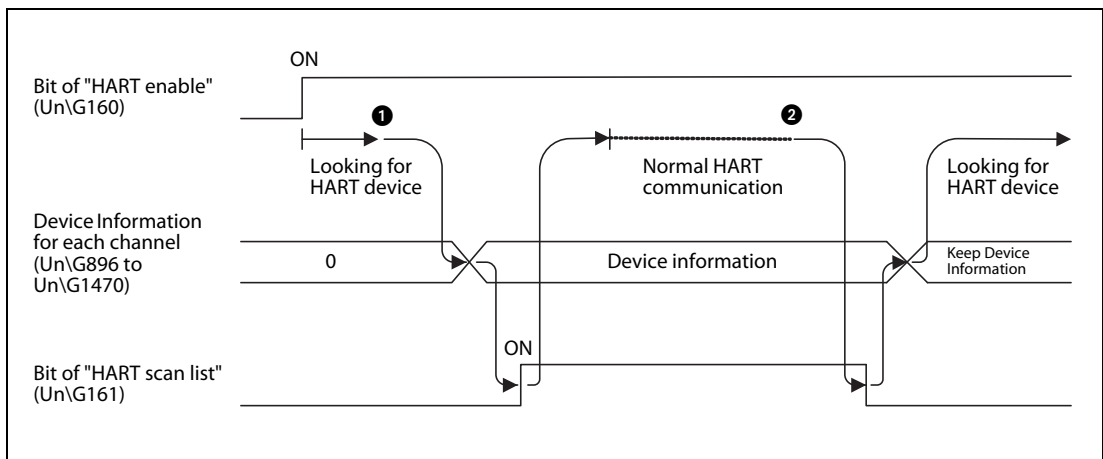 ON
Bit of "HART enable"
(Un\G160)
❶
❷
Looking for
HART device
Normal HART
communication
Looking for
HART device
Device Information
for each channel
(Un\G896 to
Un\G1470)
0
Device information
Keep Device
Information
ON
Bit of "HART scan list"
(Un\G161)